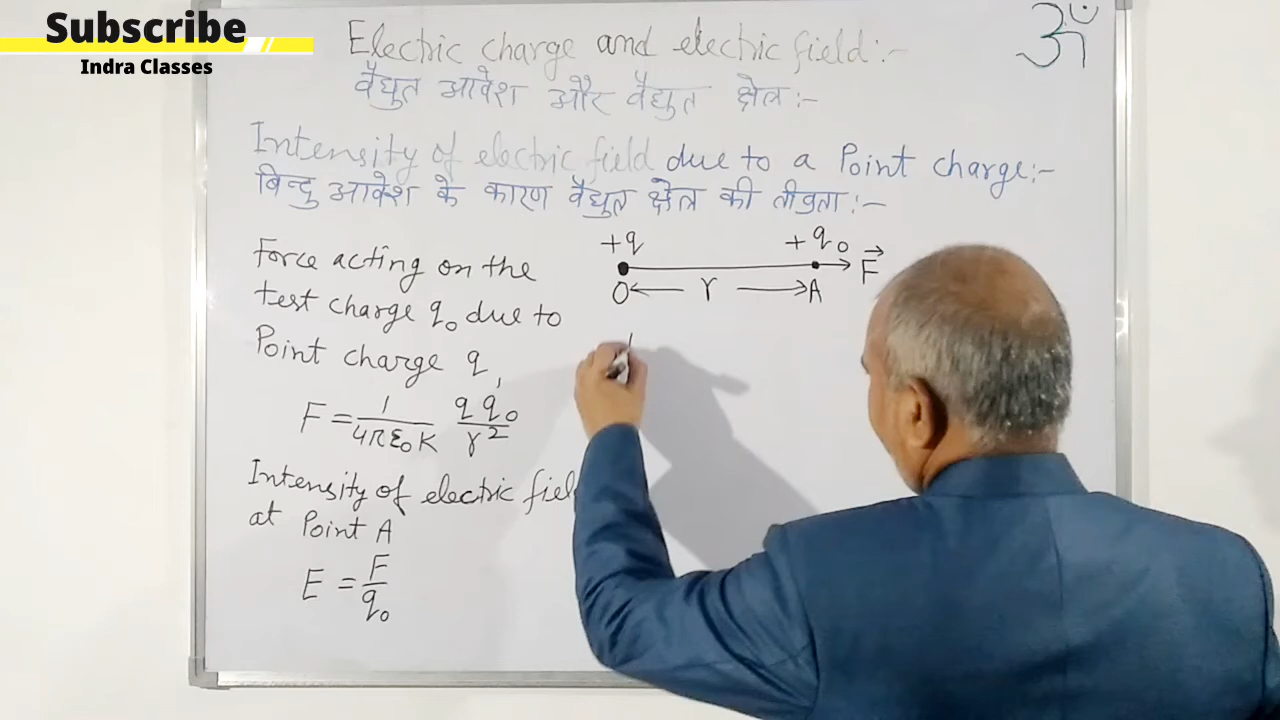 Subscribe
Indra Classes
ॐ
Electric charge and electric field:-
वैद्युत आवेश और वैद्युत क्षेत्र:-
Intensity of electric field due to a Point charge:-
बिन्दु आवेश के कारण वैद्युत क्षेत्र की तीव्रता:-
Force acting on the
test charge q₀ due to
Point charge q,
F = 1/4πε₀K qq₀/r²
Intensity of electric field
at Point A
E = F/q₀
+q +q₀
F⃗
O ← r → A